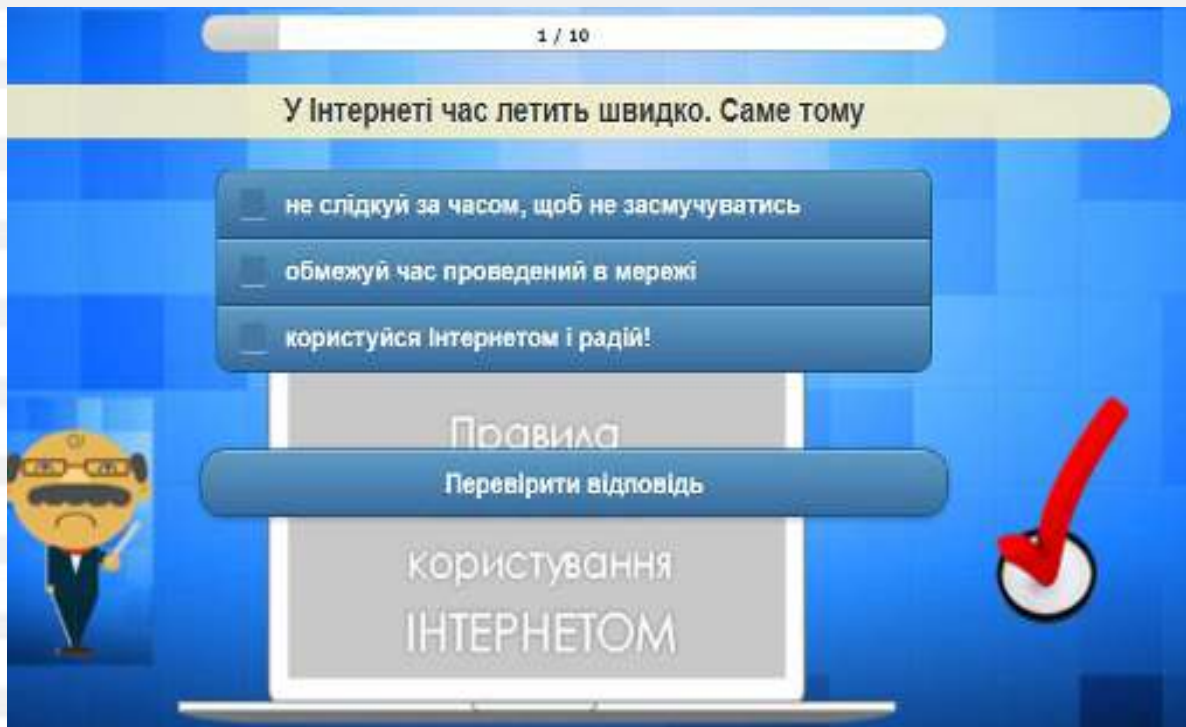 1 / 10
У Інтернеті час летить швидко. Саме тому
не слідкуй за часом, щоб не засмучуватись
обмежуй час проведений в мережі
користуйся Інтернетом і радій!
Правила
Перевірити відповідь
користування
ІНТЕРНЕТОМ